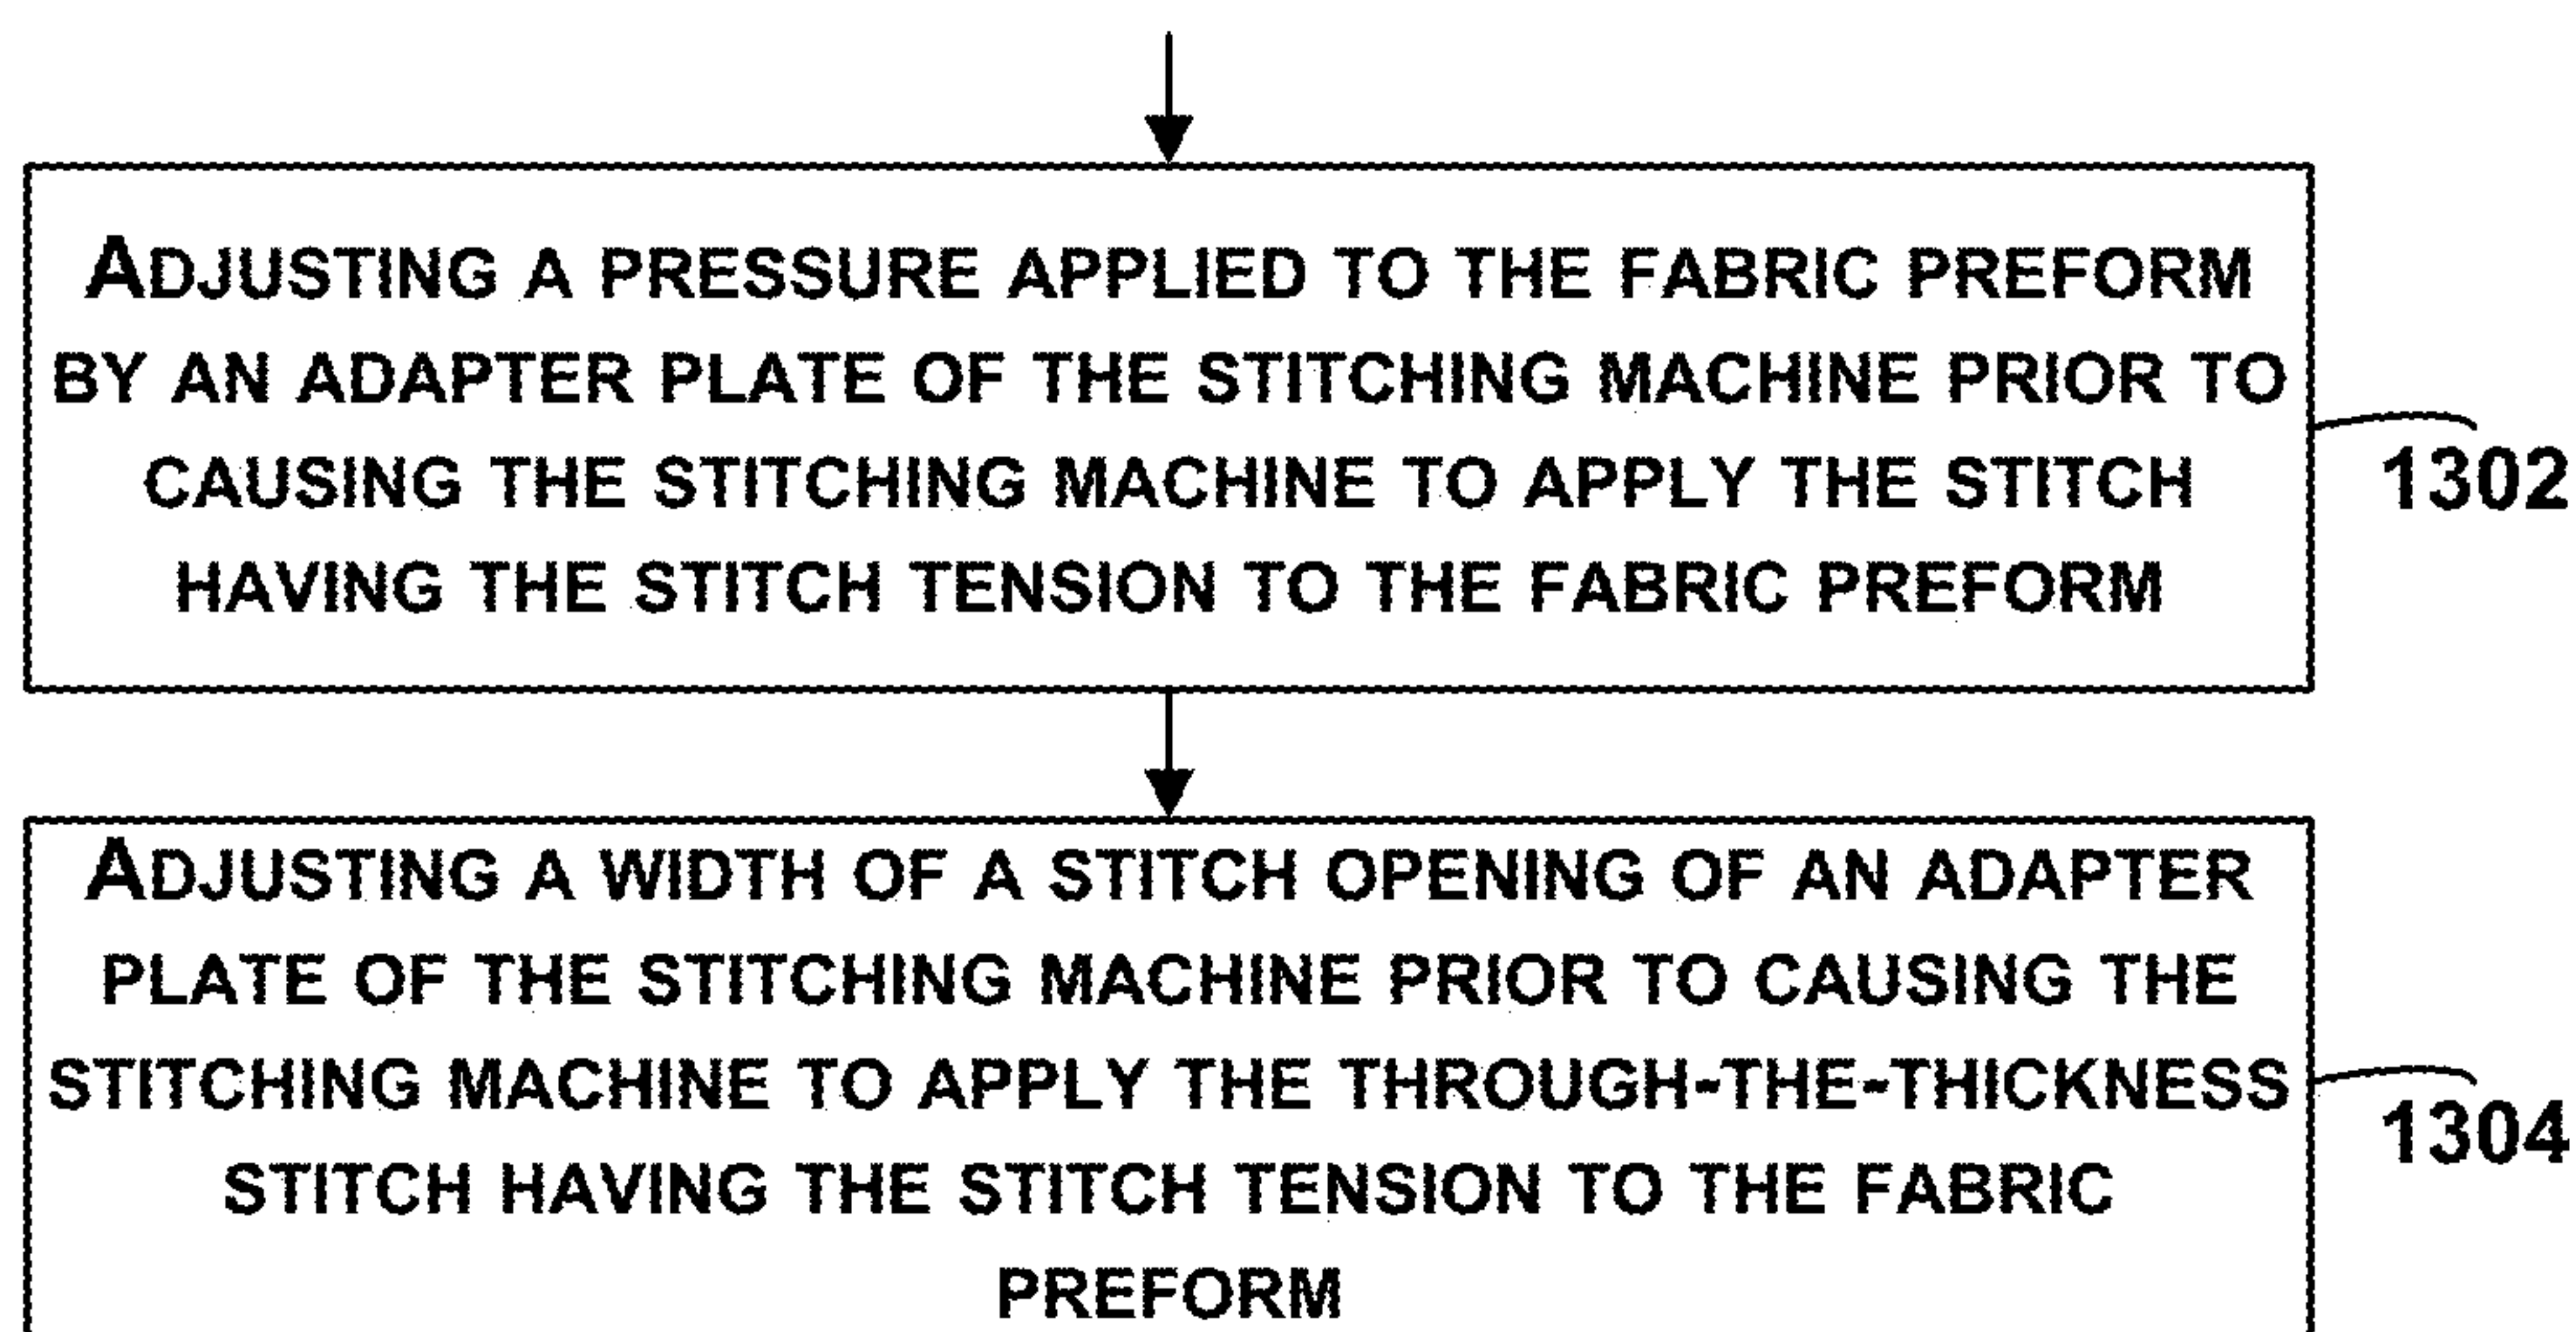 ADJUSTING A PRESSURE APPLIED TO THE FABRIC PREFORM
BY AN ADAPTER PLATE OF THE STITCHING MACHINE PRIOR TO
CAUSING THE STITCHING MACHINE TO APPLY THE STITCH
HAVING THE STITCH TENSION TO THE FABRIC PREFORM
1302
ADJUSTING A WIDTH OF A STITCH OPENING OF AN ADAPTER
PLATE OF THE STITCHING MACHINE PRIOR TO CAUSING THE
STITCHING MACHINE TO APPLY THE THROUGH-THE-THICKNESS
STITCH HAVING THE STITCH TENSION TO THE FABRIC
PREFORM
1304